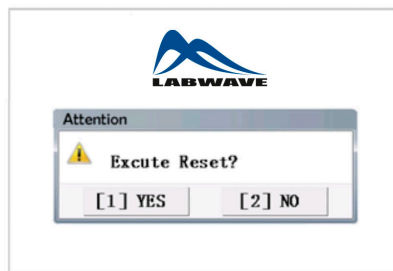 LABWAVE
Attention
Excute Reset?
[1] YES [2] NO